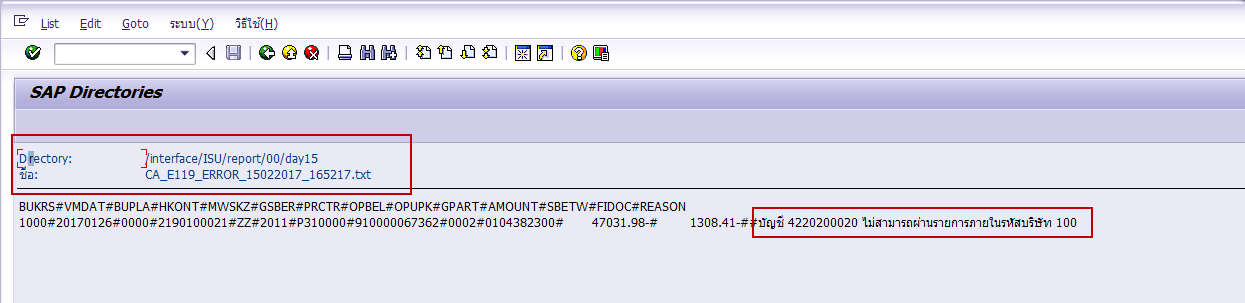 List Edit Goto ระบบ(Y) วิธีใช้(H)
SAP Directories
Directory: /interface/ISU/report/00/day15
ชื่อ: CA_E119_ERROR_15022017_165217.txt
BUKRS#VMDAT#BUPLA#HKONT#MWSKZ#GSBER#PRCTR#OPBEL#OPUPK#GPART#AMOUNT#SBETW#FIDOC#REASON
1000#20170126#0000#2190100021#ZZ#2011#P310000#910000067362#0002#0104382300# 47031.98-# 1308.41-##บัญชี 4220200020 ไม่สามารถผ่านรายการภายในรหัสบริษัท 100